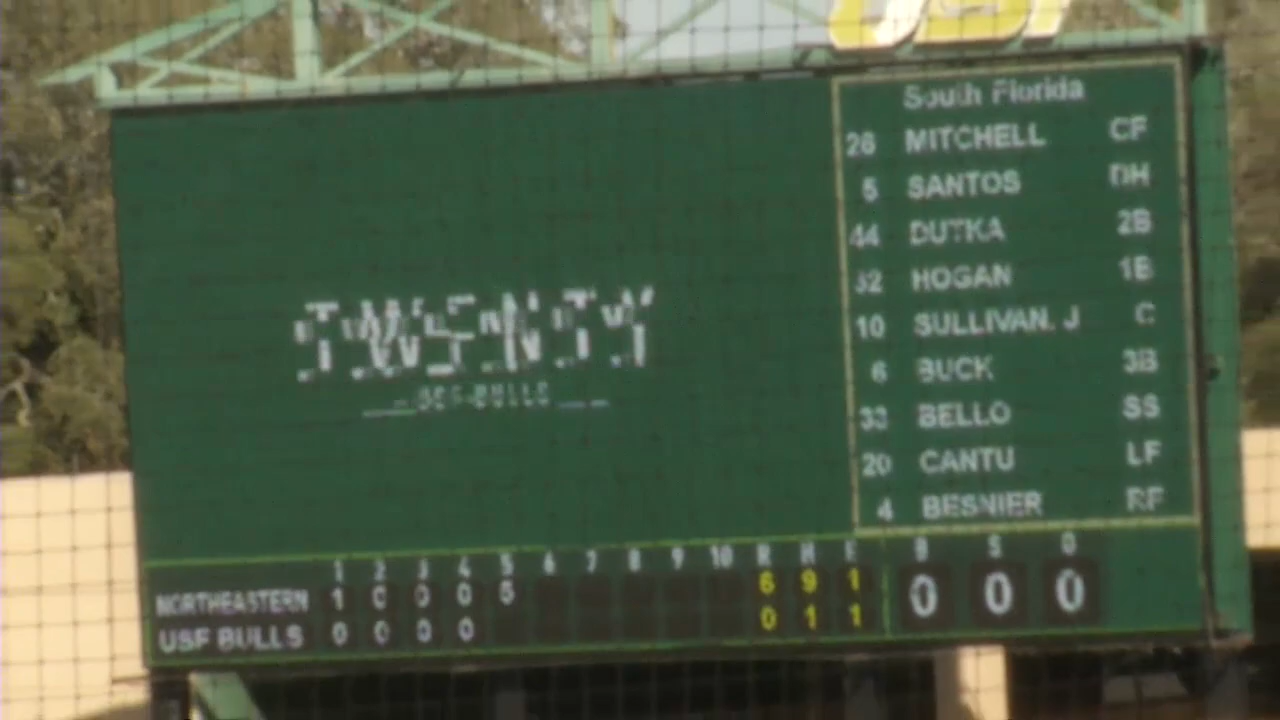 USF
South Florida
28 MITCHELL CF
5 SANTOS DH
44 DUTKA 2B
32 HOGAN 1B
10 SULLIVAN, J C
6 BUCK 3B
33 BELLO SS
20 CANTU LF
4 BESNIER RF
TWENTY
USF BULLS
1 2 3 4 5 6 7 8 9 10 R H E B S O
NORTHEASTERN 1 0 0 0 5 6 9 1 0 0 0
USF BULLS 0 0 0 0 0 1 1